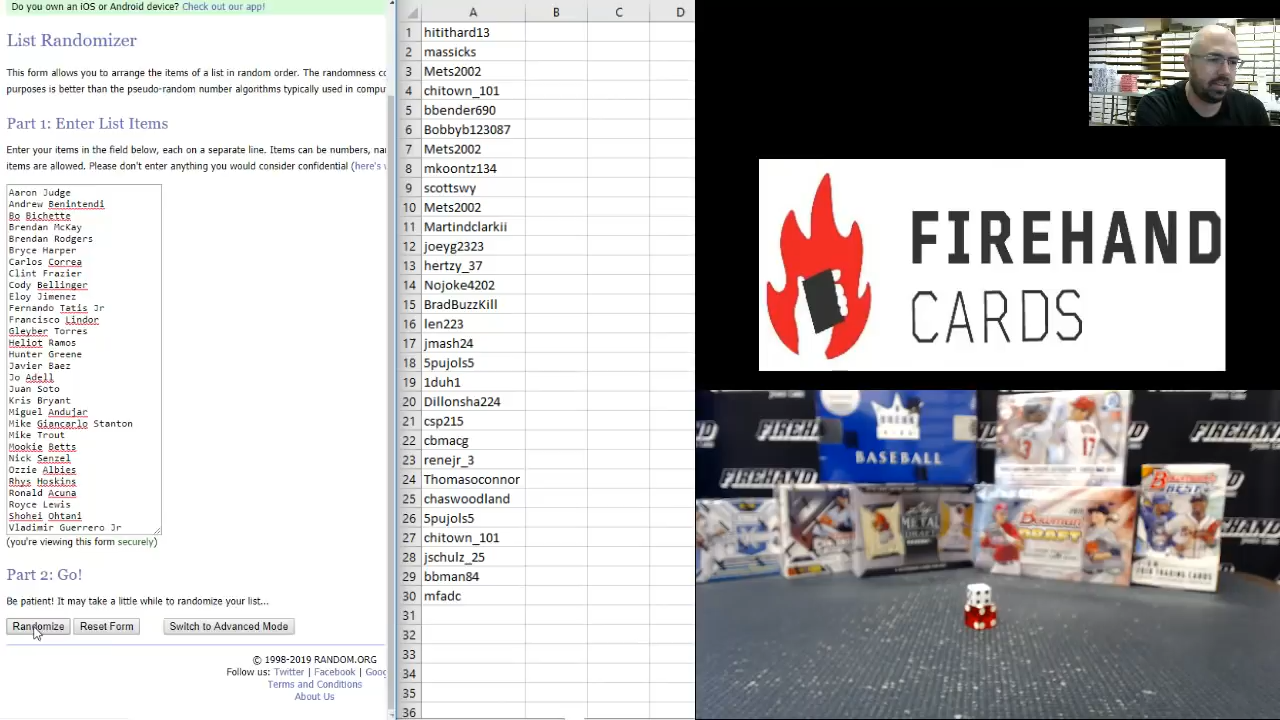 Do you own an iOS or Android device? Check out our app!
List Randomizer
This form allows you to arrange the items of a list in random order. The randomness co
purposes is better than the pseudo-random number algorithms typically used in compu
Part 1: Enter List Items
Enter your items in the field below, each on a separate line. Items can be numbers, na
items are allowed. Please don't enter anything you would consider confidential (here's
Aaron Judge
Andrew Benintendi
Bo Bichette
Brendan McKay
Brendan Rodgers
Bryce Harper
Carlos Correa
Clint Frazier
Cody Bellinger
Eloy Jimenez
Fernando Tatis Jr
Francisco Lindor
Gleyber Torres
Heliot Ramos
Hunter Greene
Javier Baez
Jo Adell
Juan Soto
Kris Bryant
Miguel Andujar
Mike Giancarlo Stanton
Mike Trout
Mookie Betts
Nick Senzel
Ozzie Albies
Rhys Hoskins
Ronald Acuna
Royce Lewis
Shohei Ohtani
Vladimir Guerrero Jr
(you're viewing this form securely)
Part 2: Go!
Be patient! It may take a little while to randomize your list...
Randomize Reset Form Switch to Advanced Mode
© 1998-2019 RANDOM.ORG
Follow us: Twitter | Facebook | Goog
Terms and Conditions
About Us
A B C D
1 hitithard13
2 massicks
3 Mets2002
4 chitown_101
5 bbender690
6 Bobbyb123087
7 Mets2002
8 mkoontz134
9 scottswy
10 Mets2002
11 Martindclarkii
12 joeyg2323
13 hertzy_37
14 Nojoke4202
15 BradBuzzKill
16 len223
17 jmash24
18 5pujols5
19 1duh1
20 Dillonsha224
21 csp215
22 cbmacg
23 renejr_3
24 Thomasoconnor
25 chaswoodland
26 5pujols5
27 chitown_101
28 jschulz_25
29 bbman84
30 mfadc
31
32
33
34
35
36
FIREHAND
CARDS
BASEBALL
17
FIREHAND
METAL
DRAFT
Bowman
DRAFT
Bowman's
BEST